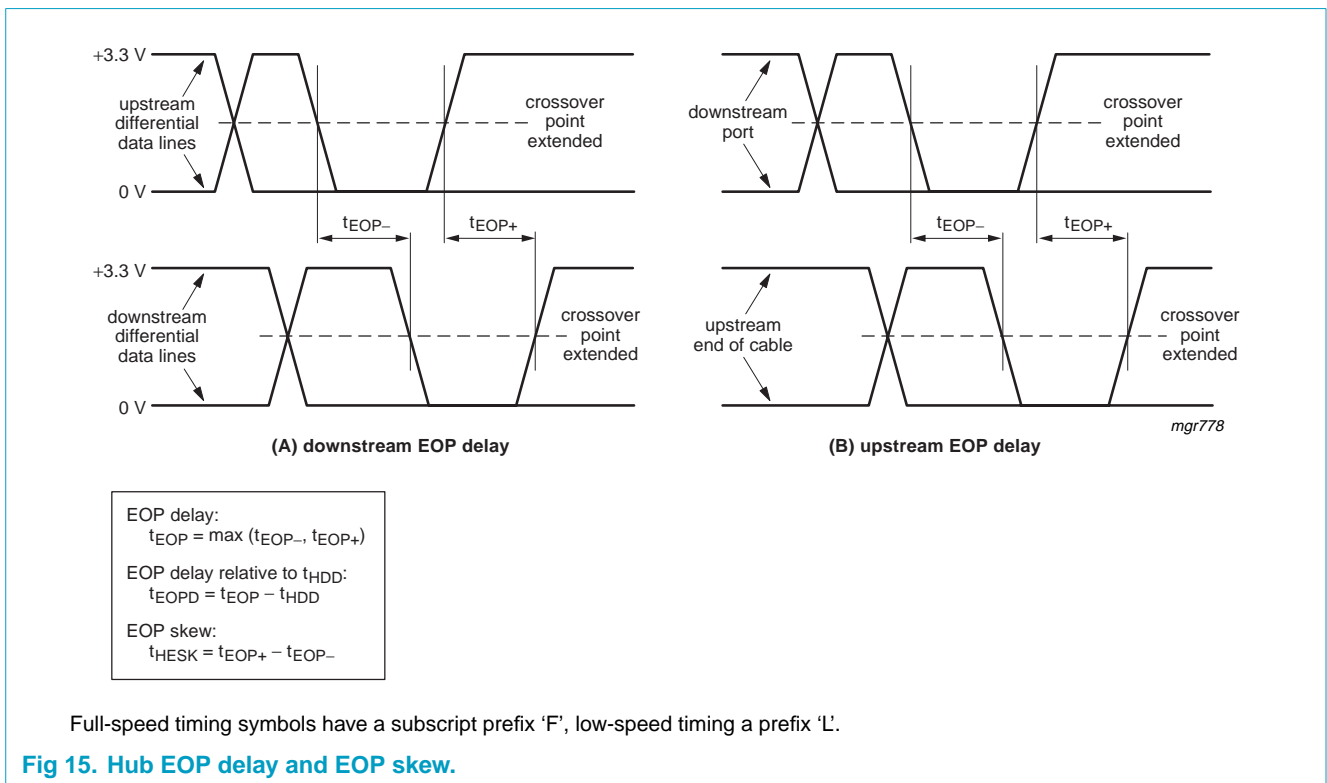 +3.3 V
upstream
differential
data lines
0 V
crossover
point
extended
tEOP−
tEOP+
+3.3 V
downstream
differential
data lines
0 V
crossover
point
extended
(A) downstream EOP delay
downstream
port
crossover
point
extended
tEOP−
tEOP+
upstream
end of cable
crossover
point
extended
mgr778
(B) upstream EOP delay
EOP delay:
tEOP = max (tEOP−, tEOP+)
EOP delay relative to tHDD:
tEOPD = tEOP − tHDD
EOP skew:
tHESK = tEOP+ − tEOP−
Full-speed timing symbols have a subscript prefix ‘F’, low-speed timing a prefix ‘L’.
Fig 15. Hub EOP delay and EOP skew.